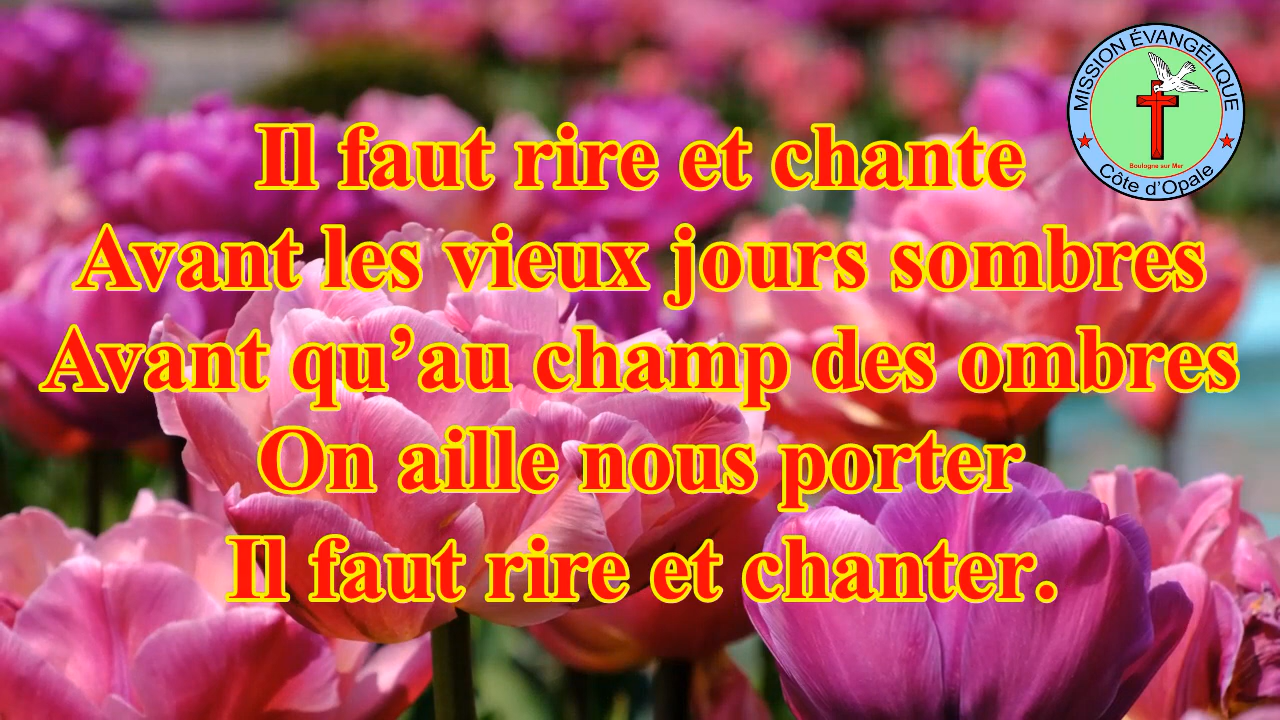 Il faut rire et chante
Avant les vieux jours sombres
Avant qu’au champ des ombres
On aille nous porter
Il faut rire et chanter.
MISSION ÉVANGÉLIQUE
Boulogne sur Mer
Côte d’Opale